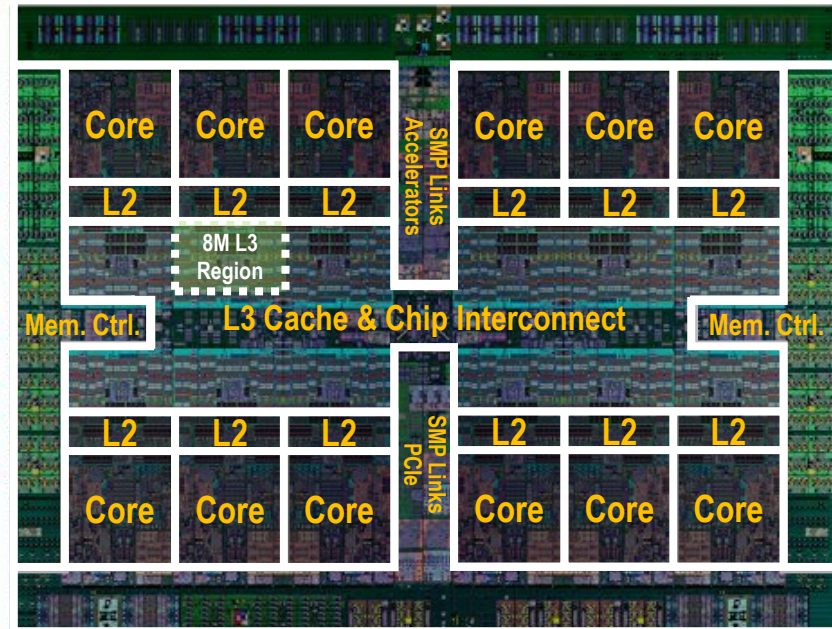 Core Core Core Core Core Core
SMP Links
Accelerators
L2 L2 L2 L2 L2 L2
8M L3
Region
Mem. Ctrl. L3 Cache & Chip Interconnect Mem. Ctrl.
L2 L2 L2 L2 L2 L2
SMP Links
PCIe
Core Core Core Core Core Core